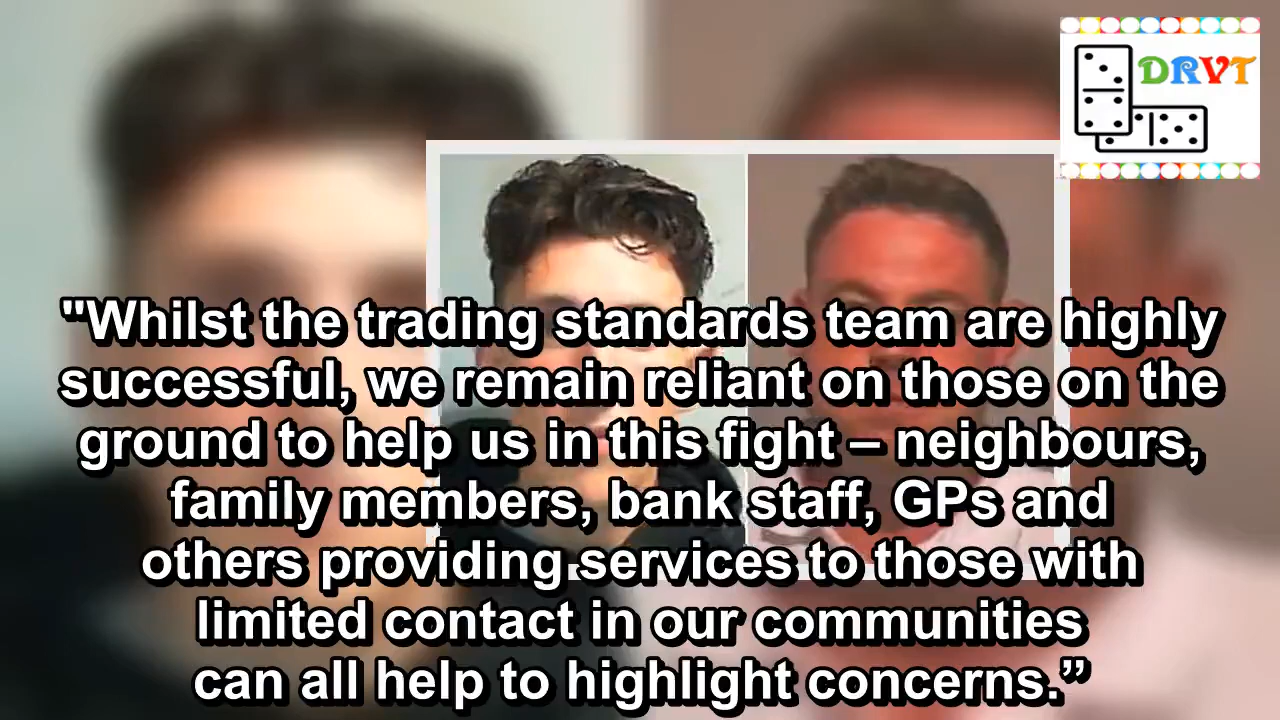 DRVT
"Whilst the trading standards team are highly
successful, we remain reliant on those on the
ground to help us in this fight – neighbours,
family members, bank staff, GPs and
others providing services to those with
limited contact in our communities
can all help to highlight concerns.”